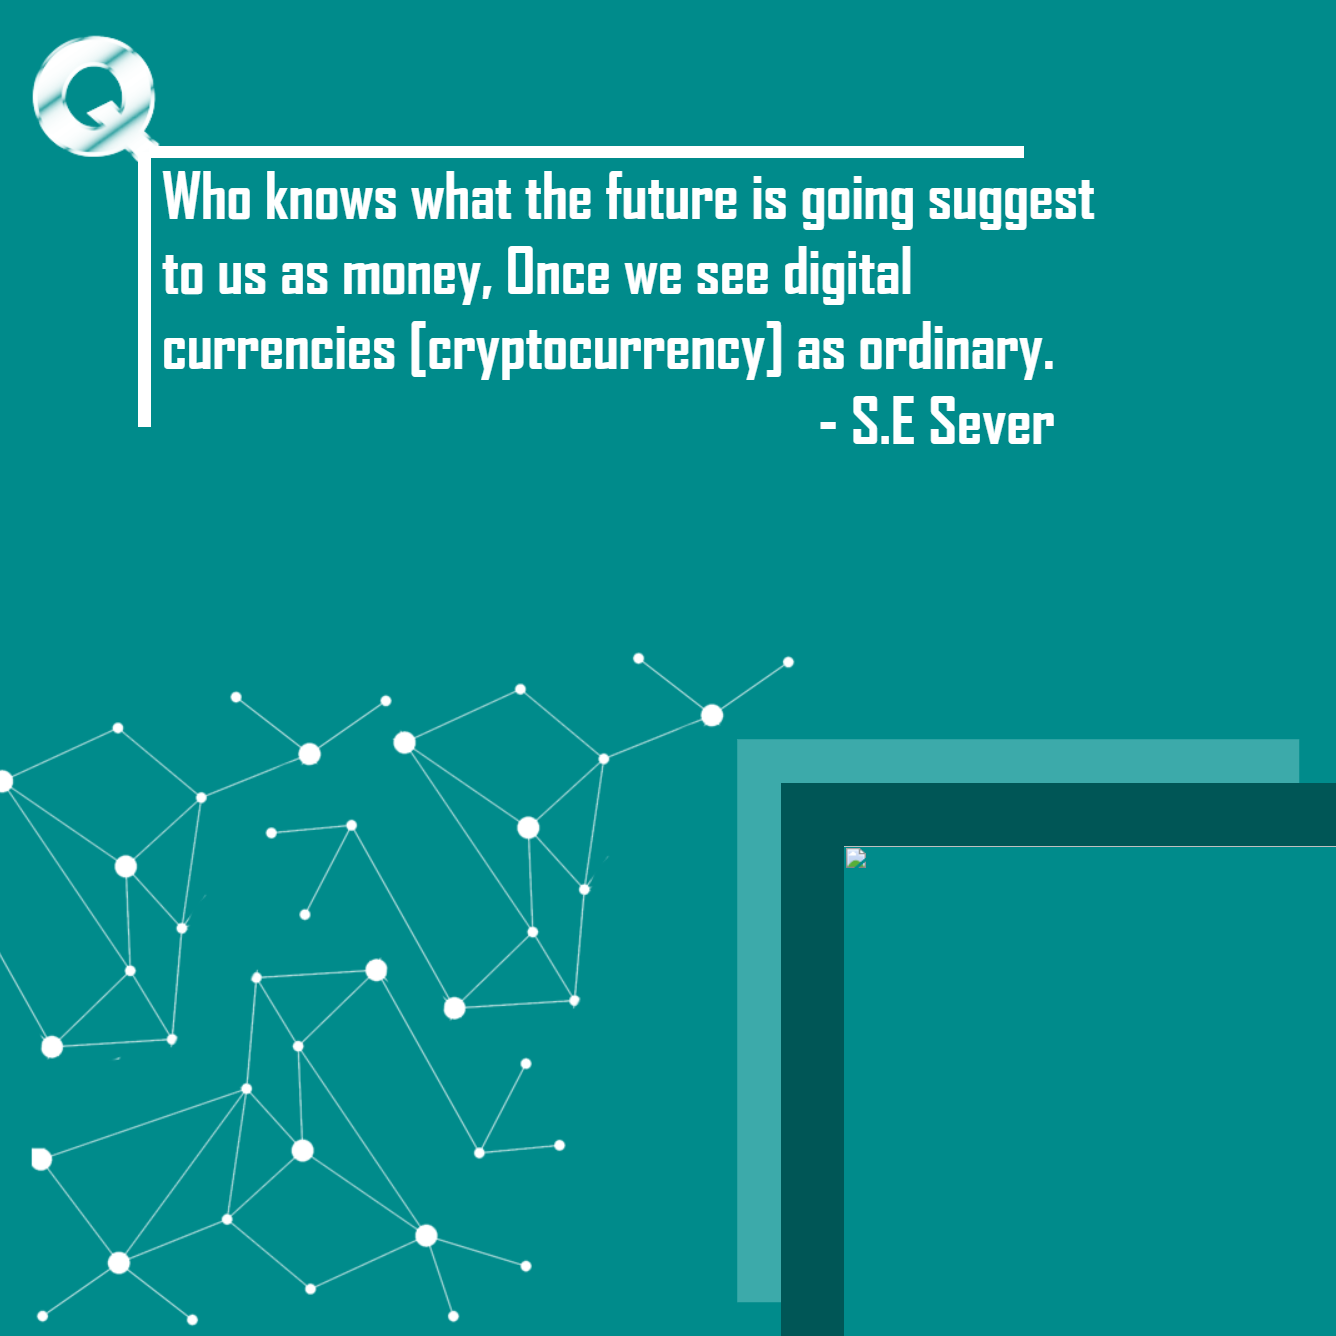 Q
Who knows what the future is going suggest
to us as money, Once we see digital
currencies [cryptocurrency] as ordinary.
- S.E Sever